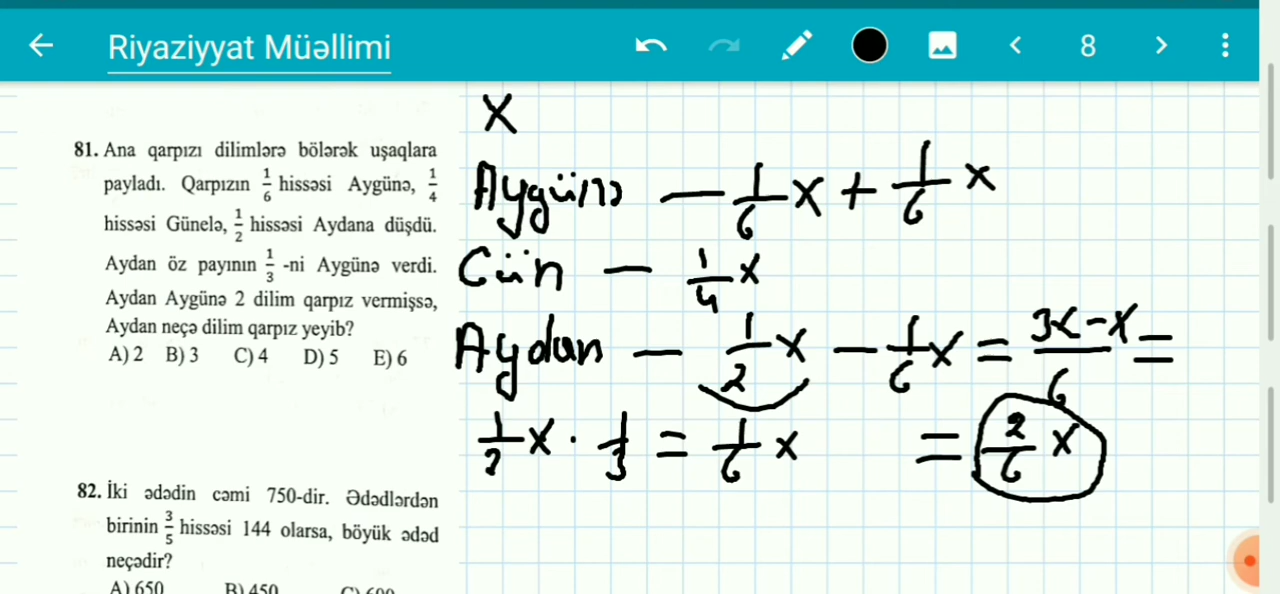 Riyaziyyat Müəllimi
8
81. Ana qarpızı dilimlərə bölərək uşaqlara
payladı. Qarpızın 1/6 hissəsi Aygünə, 1/4
hissəsi Günelə, 1/2 hissəsi Aydana düşdü.
Aydan öz payının 1/3 -ni Aygünə verdi.
Aydan Aygünə 2 dilim qarpız vermişsə,
Aydan neçə dilim qarpız yeyib?
A) 2 B) 3 C) 4 D) 5 E) 6
82. İki ədədin cəmi 750-dir. Ədədlərdən
birinin 3/5 hissəsi 144 olarsa, böyük ədəd
neçədir?
A) 650 B) 450 C) 600
x
Aygün – 1/6 x + 1/6 x
Gün – 1/4 x
Aydan – 1/2 x – 1/6 x = 3x-x/6 =
1/2 x · 1/3 = 1/6 x = 2/6 x